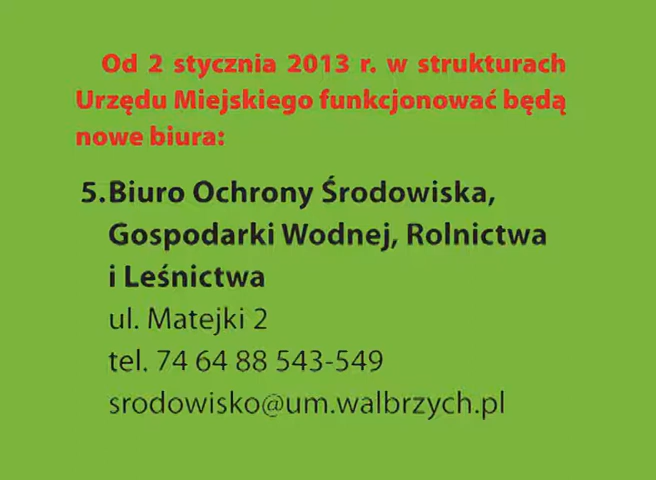 Od 2 stycznia 2013 r. w strukturach
Urzędu Miejskiego funkcjonować będą
nowe biura:
5. Biuro Ochrony Środowiska,
Gospodarki Wodnej, Rolnictwa
i Leśnictwa
ul. Matejki 2
tel. 74 64 88 543-549
srodowisko@um.walbrzych.pl